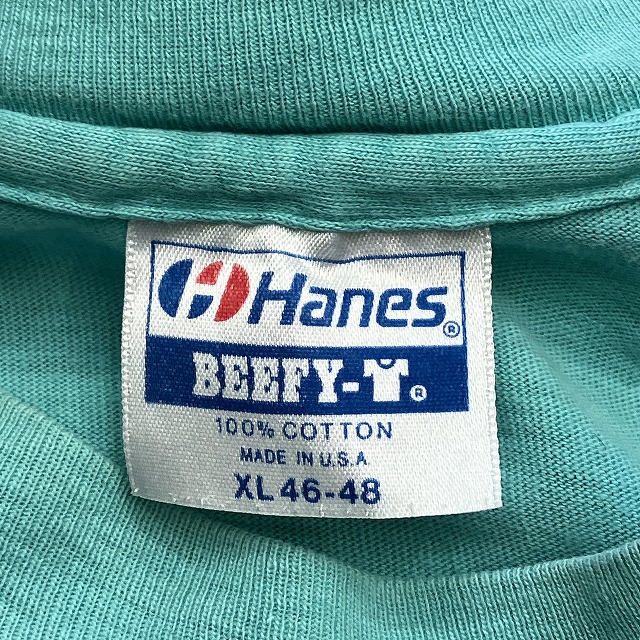 Hanes®
BEEFY-T®
100% COTTON
MADE IN U.S.A
XL 46-48